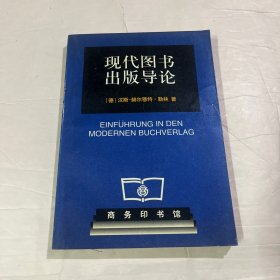 现代图书
出版导论
[德] 汉斯-赫尔穆特·勒林 著
EINFÜHRUNG IN DEN
MODERNEN BUCHVERLAG
商务印书馆